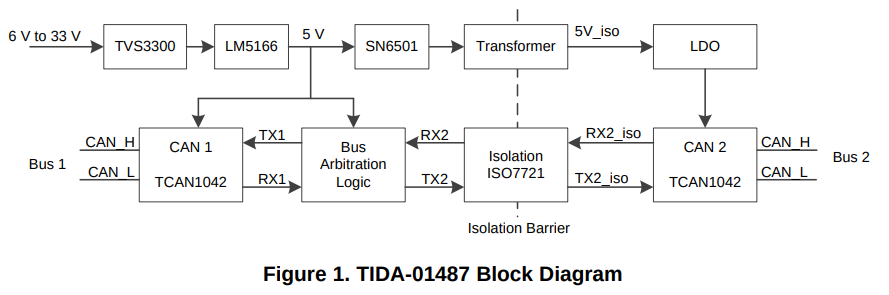 6 V to 33 V
TVS3300
LM5166
5 V
SN6501
Transformer
5V_iso
LDO
Bus 1
CAN_H
CAN_L
CAN 1
TCAN1042
TX1
RX1
Bus
Arbitration
Logic
RX2
TX2
Isolation
ISO7721
RX2_iso
TX2_iso
CAN 2
TCAN1042
CAN_H
CAN_L
Bus 2
Isolation Barrier
Figure 1. TIDA-01487 Block Diagram